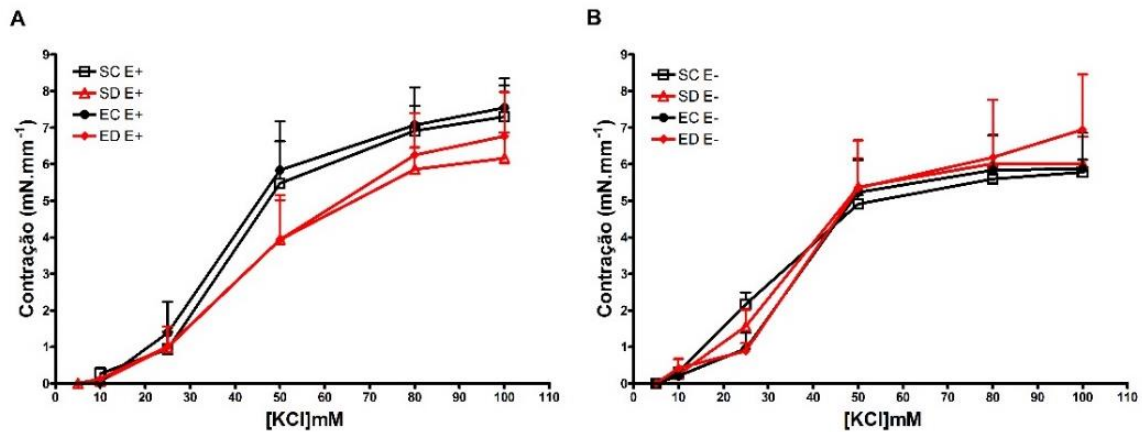 A
SC E+
SD E+
EC E+
ED E+
Contração (mN.mm⁻¹)
9
8
7
6
5
4
3
2
1
0
0 10 20 30 40 50 60 70 80 90 100 110
[KCl]mM
B
SC E-
SD E-
EC E-
ED E-
Contração (mN.mm⁻¹)
9
8
7
6
5
4
3
2
1
0
0 10 20 30 40 50 60 70 80 90 100 110
[KCl]mM